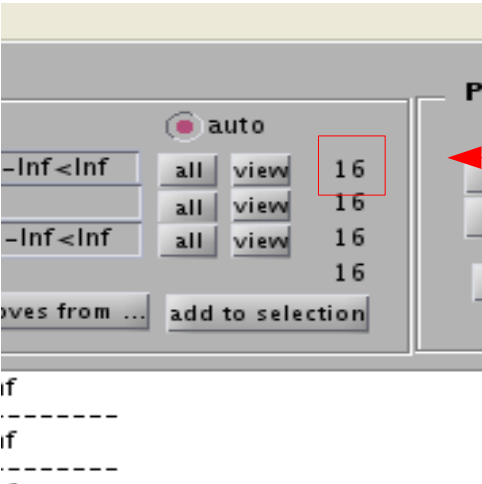 P
auto
-Inf<Inf all view 16
all view 16
-Inf<Inf all view 16
16
oves from ... add to selection
nf
--------
nf
--------